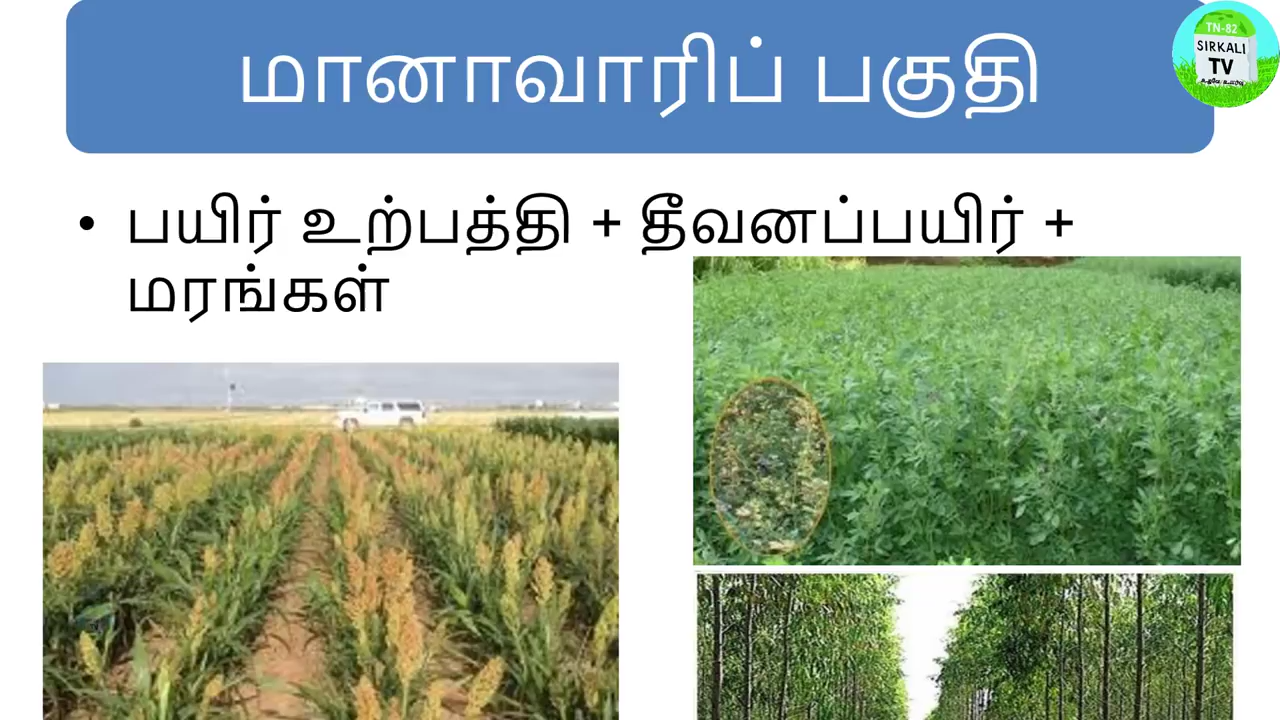 மானாவாரிப் பகுதி
TN-82
SIRKALI
TV
• பயிர் உற்பத்தி + தீவனப்பயிர் +
மரங்கள்